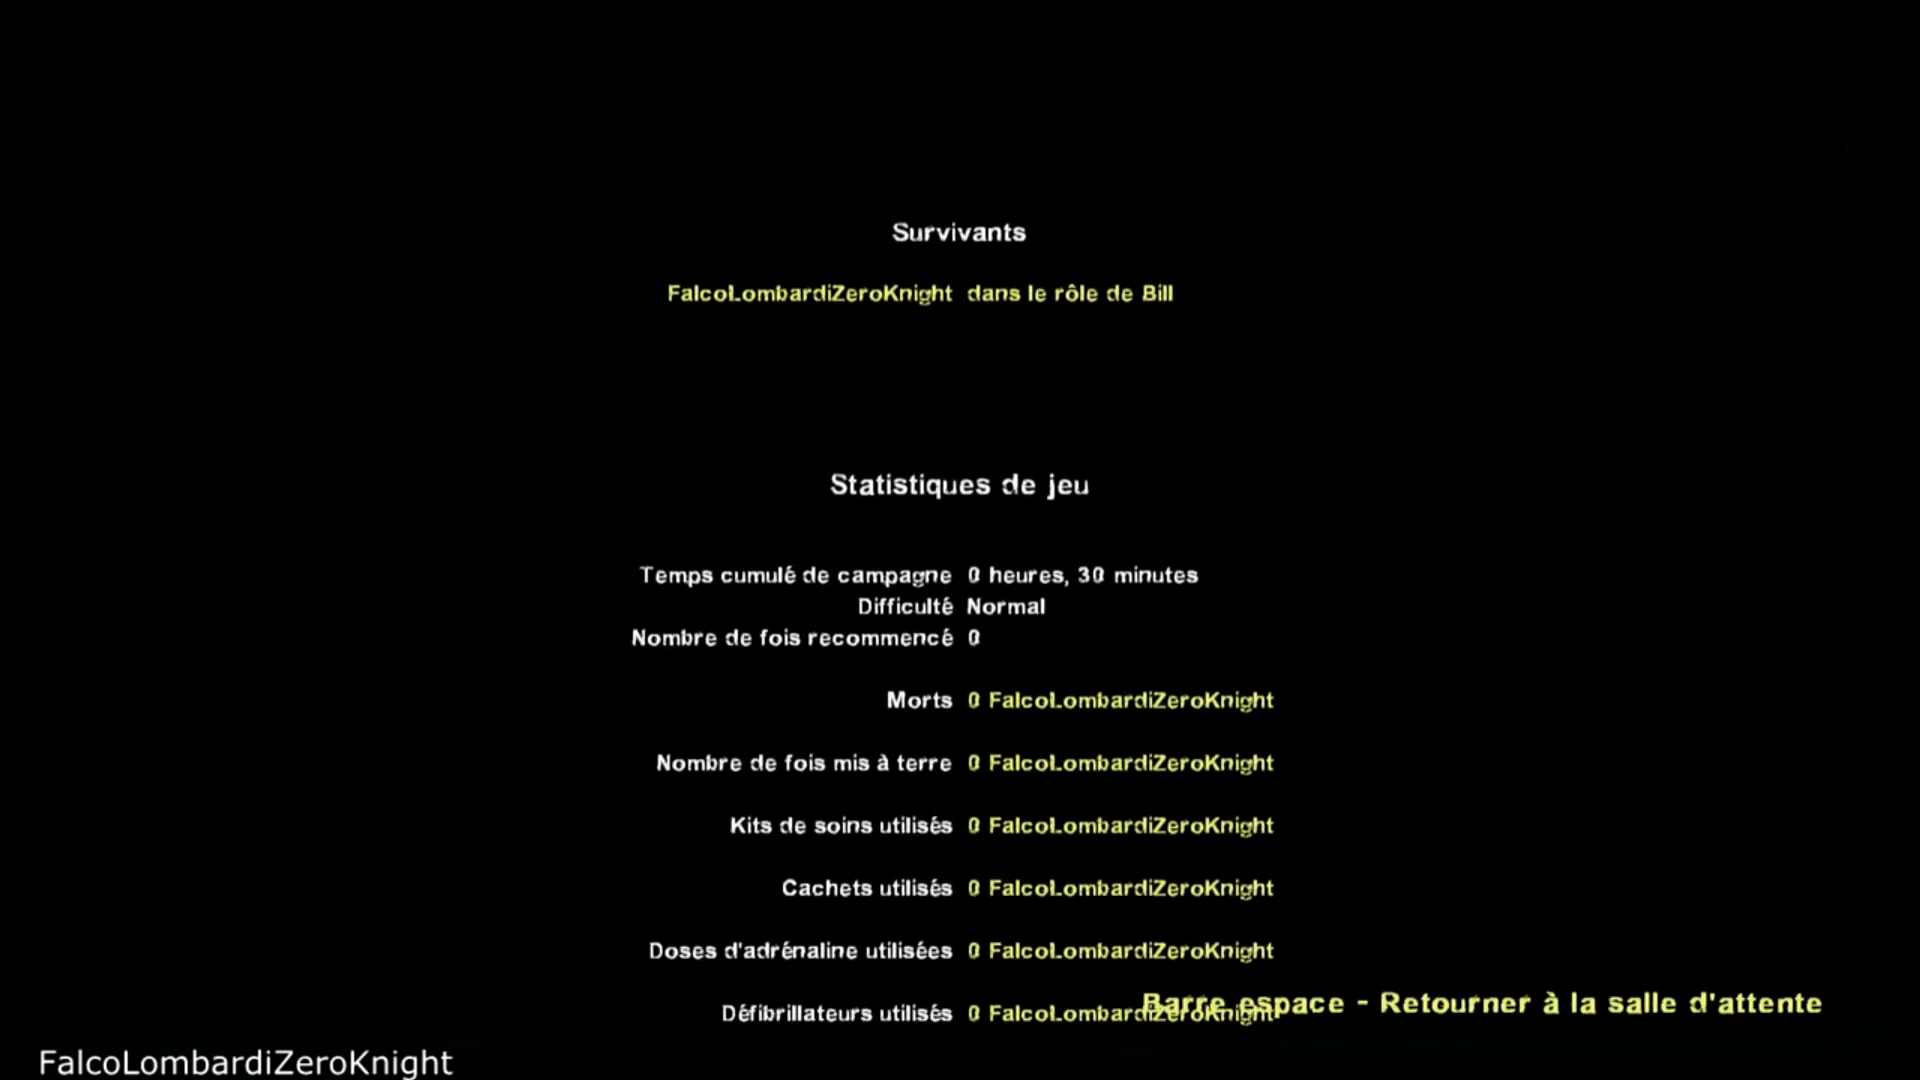 Survivants
FalcoLombardiZeroKnight dans le rôle de Bill
Statistiques de jeu
Temps cumulé de campagne 0 heures, 30 minutes
Difficulté Normal
Nombre de fois recommencé 0
Morts 0 FalcoLombardiZeroKnight
Nombre de fois mis à terre 0 FalcoLombardiZeroKnight
Kits de soins utilisés 0 FalcoLombardiZeroKnight
Cachets utilisés 0 FalcoLombardiZeroKnight
Doses d'adrénaline utilisées 0 FalcoLombardiZeroKnight
Défibrillateurs utilisés 0 FalcoLombardiZeroKnight
Barre espace - Retourner à la salle d'attente
FalcoLombardiZeroKnight